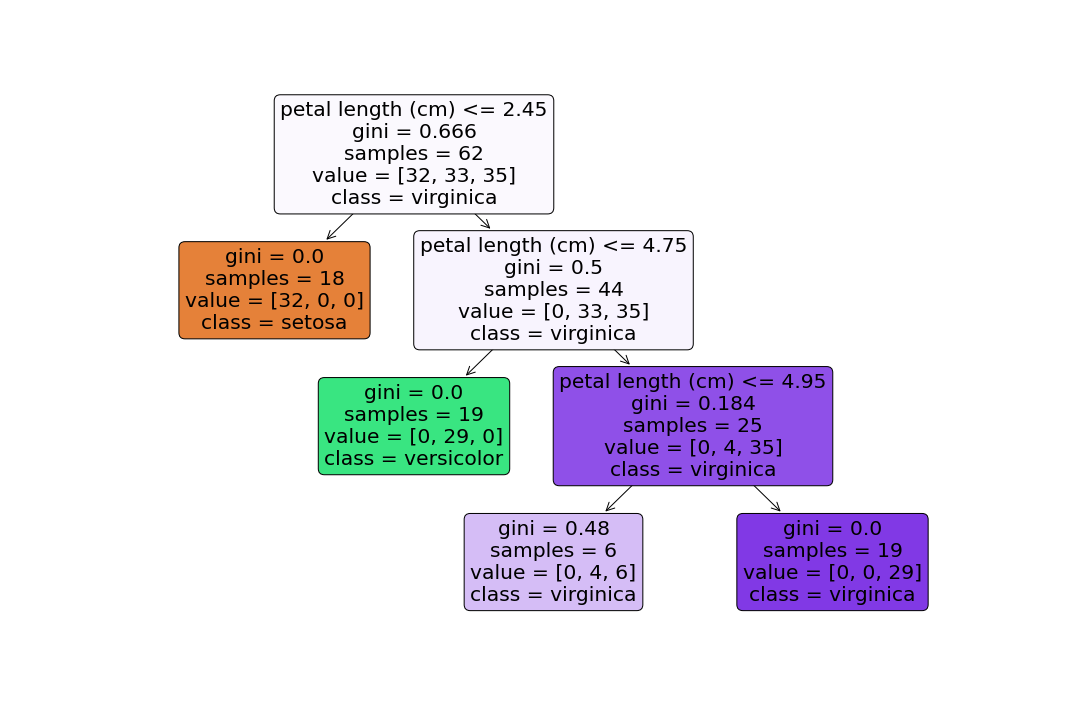 petal length (cm) <= 2.45
gini = 0.666
samples = 62
value = [32, 33, 35]
class = virginica
gini = 0.0
samples = 18
value = [32, 0, 0]
class = setosa
petal length (cm) <= 4.75
gini = 0.5
samples = 44
value = [0, 33, 35]
class = virginica
gini = 0.0
samples = 19
value = [0, 29, 0]
class = versicolor
petal length (cm) <= 4.95
gini = 0.184
samples = 25
value = [0, 4, 35]
class = virginica
gini = 0.48
samples = 6
value = [0, 4, 6]
class = virginica
gini = 0.0
samples = 19
value = [0, 0, 29]
class = virginica